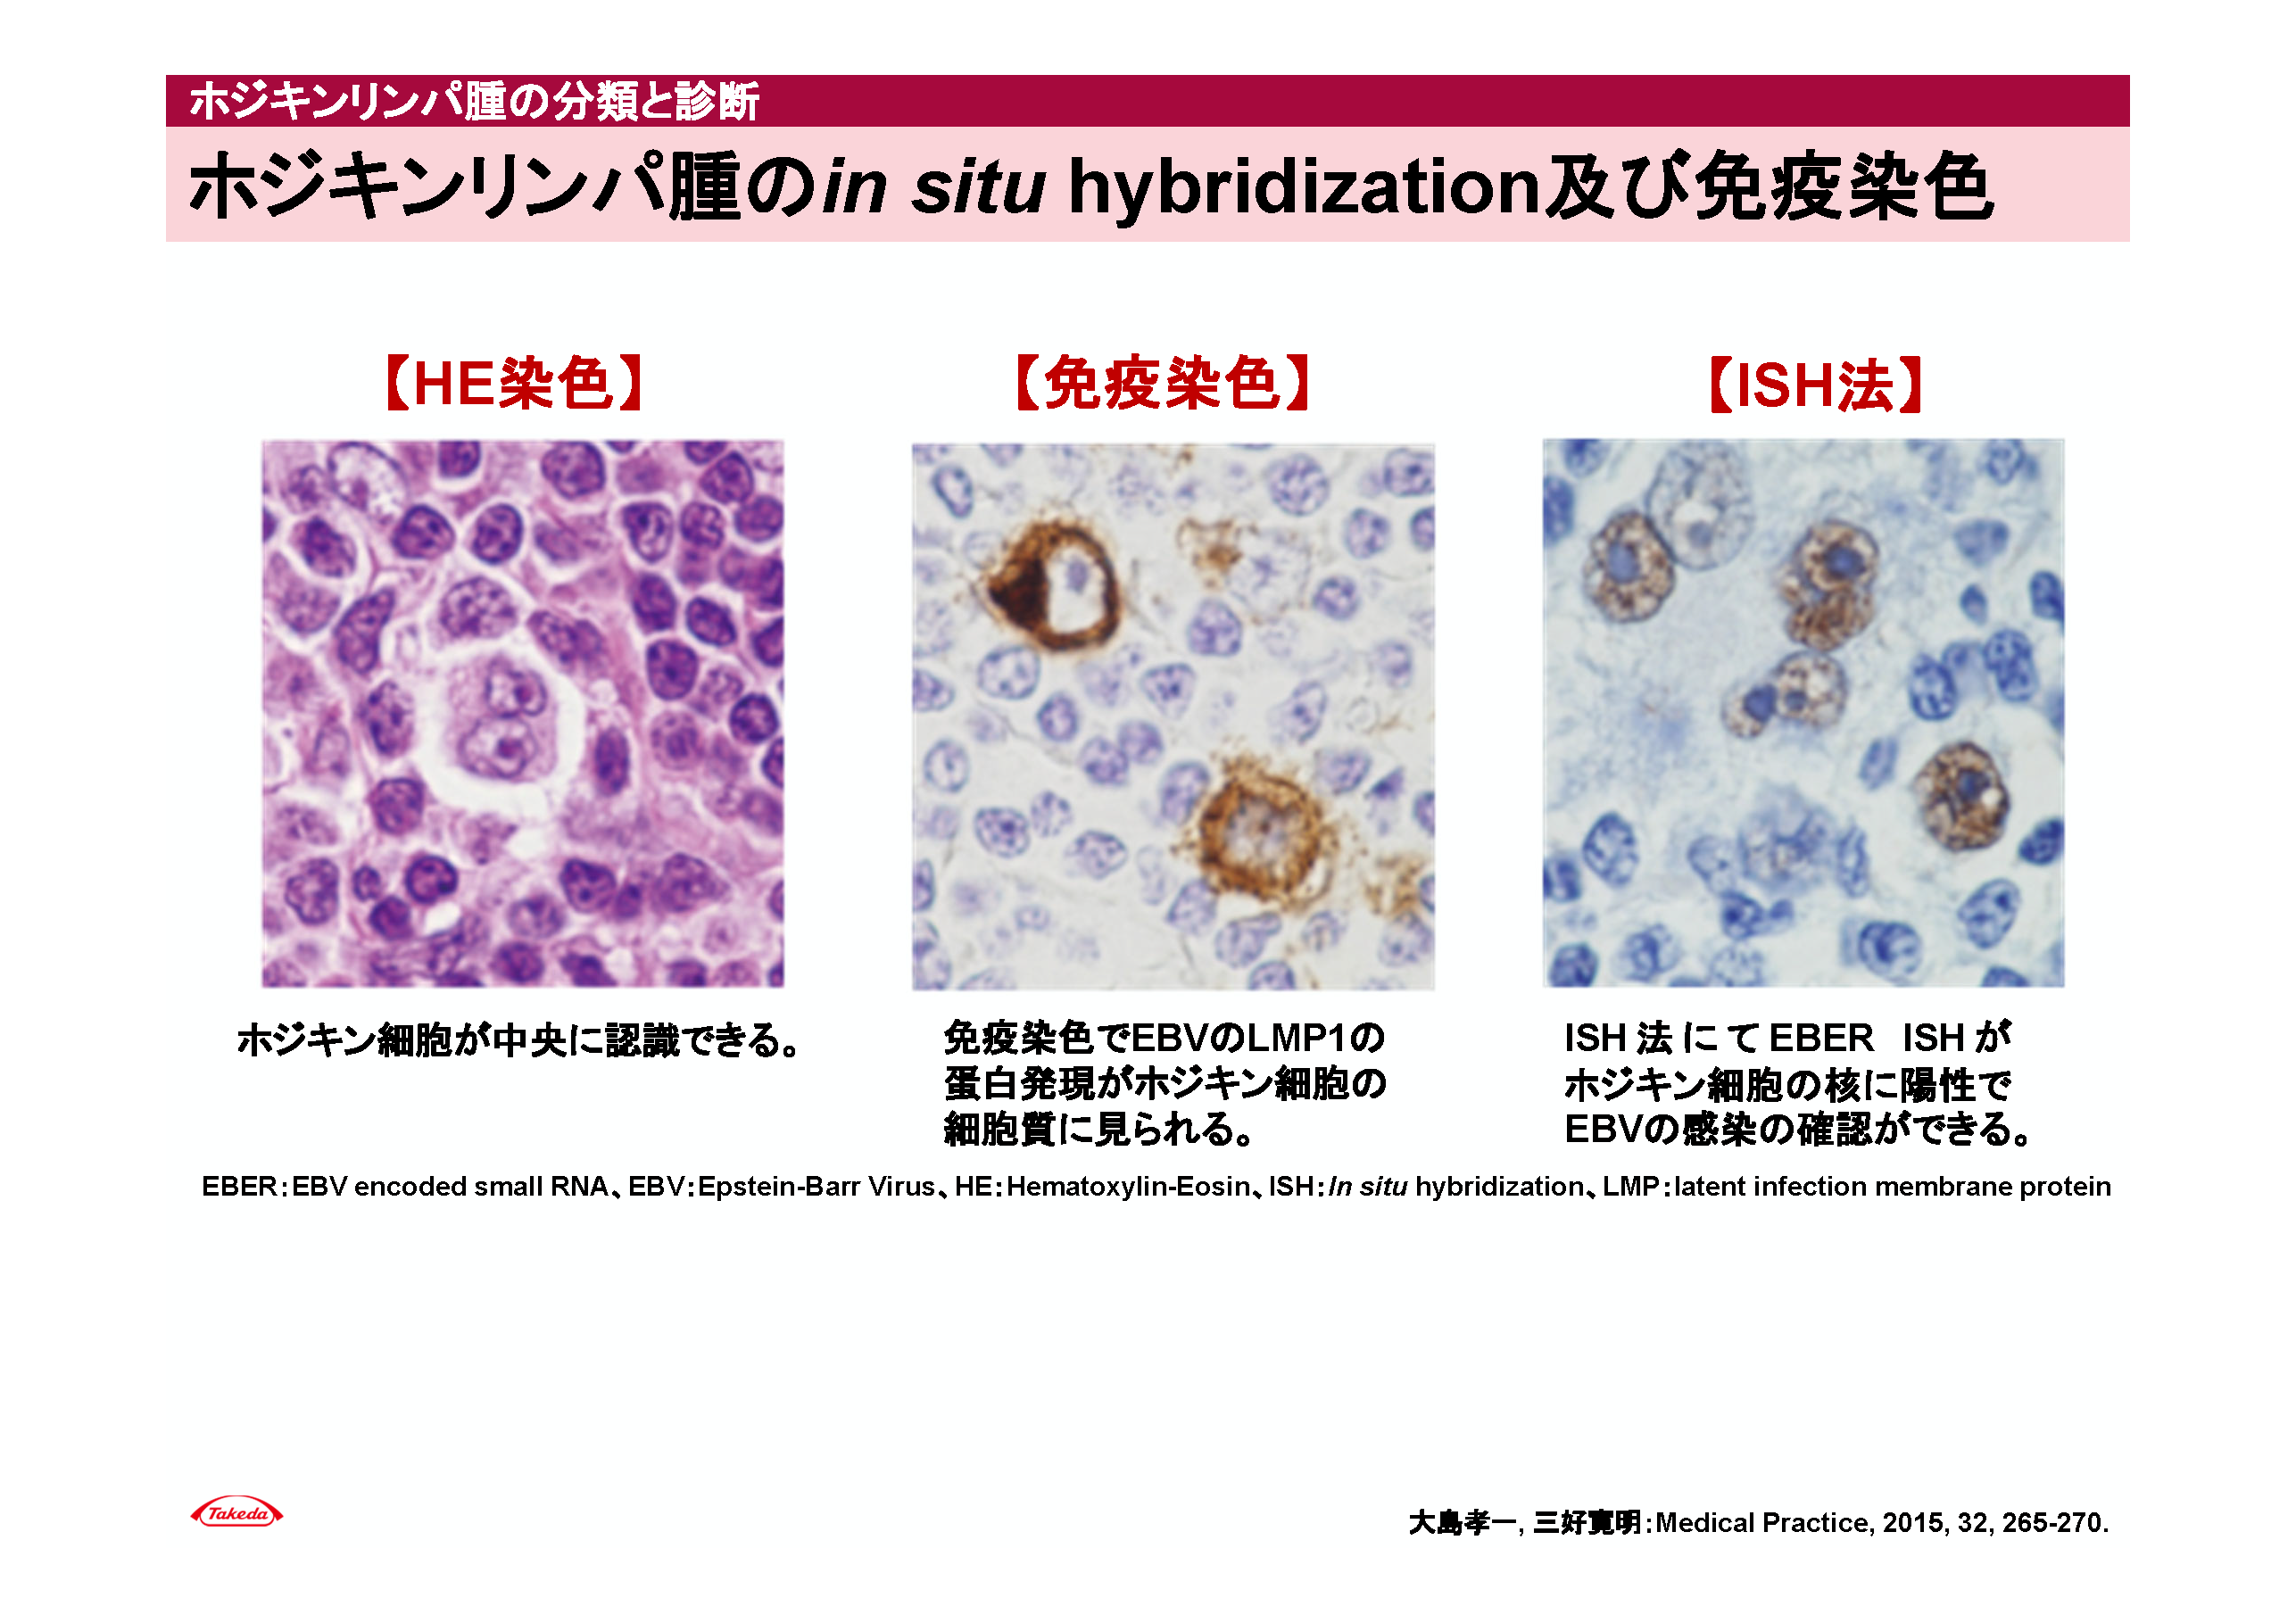 ホジキンリンパ腫の分類と診断
ホジキンリンパ腫のin situ hybridization及び免疫染色
【HE染色】
【免疫染色】
【ISH法】
ホジキン細胞が中央に認識できる。
免疫染色でEBVのLMP1の
蛋白発現がホジキン細胞の
細胞質に見られる。
ISH 法 に て EBER ISH が
ホジキン細胞の核に陽性で
EBVの感染の確認ができる。
EBER：EBV encoded small RNA、EBV：Epstein-Barr Virus、HE：Hematoxylin-Eosin、ISH：In situ hybridization、LMP：latent infection membrane protein
Takeda
大島孝一, 三好寛明：Medical Practice, 2015, 32, 265-270.